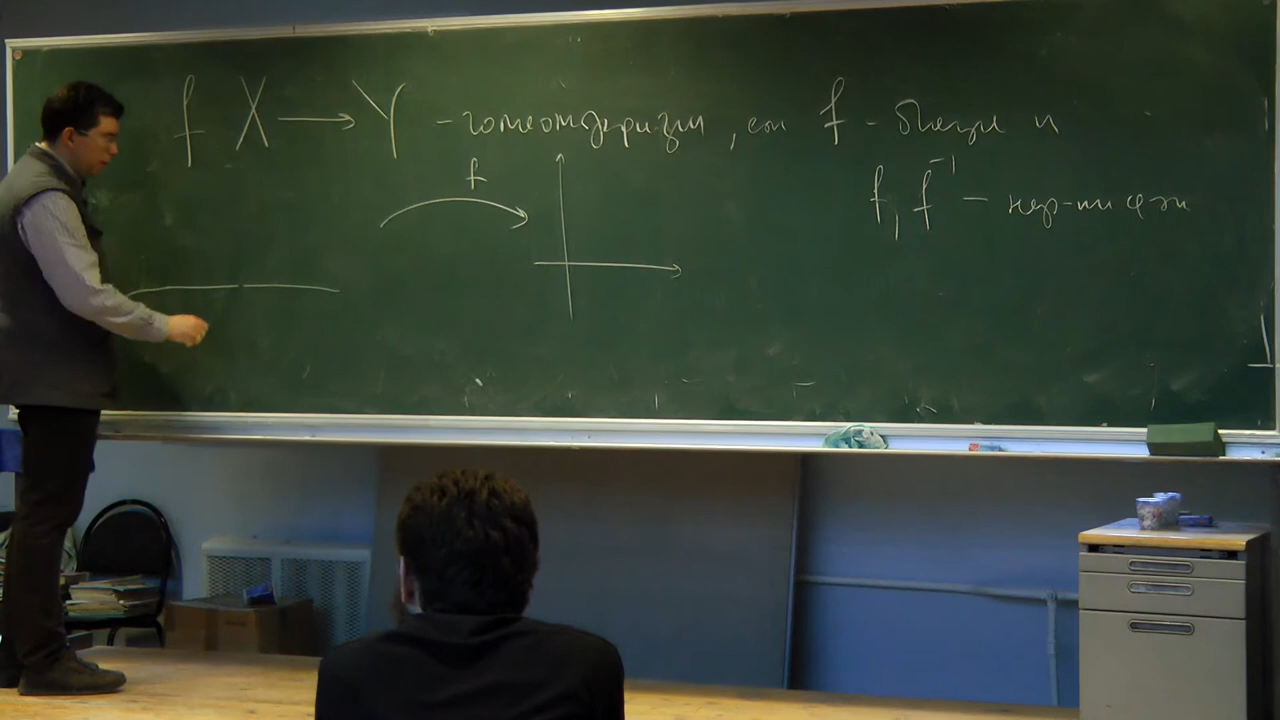 f X → Y - гомеоморфизм, если f - биекция и
f, f⁻¹ - непр-ые ф-ии
f